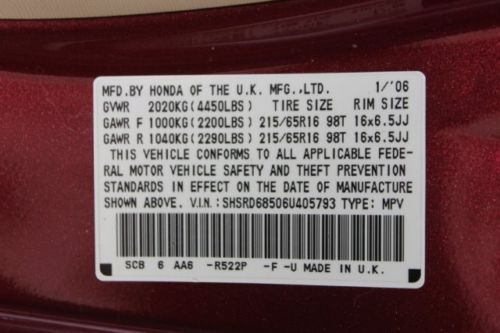 MFD.BY HONDA OF THE U.K. MFG.,LTD. 1/'06
GVWR 2020KG(4450LBS) TIRE SIZE RIM SIZE
GAWR F 1000KG(2200LBS) 215/65R16 98T 16x6.5JJ
GAWR R 1040KG(2290LBS) 215/65R16 98T 16x6.5JJ
THIS VEHICLE CONFORMS TO ALL APPLICABLE FEDE-
RAL MOTOR VEHICLE SAFETY AND THEFT PREVENTION
STANDARDS IN EFFECT ON THE DATE OF MANUFACTURE
SHOWN ABOVE. V.I.N.:SHSRD68506U405793 TYPE: MPV
SCB 6 AA6 -R522P -F -U MADE IN U.K.